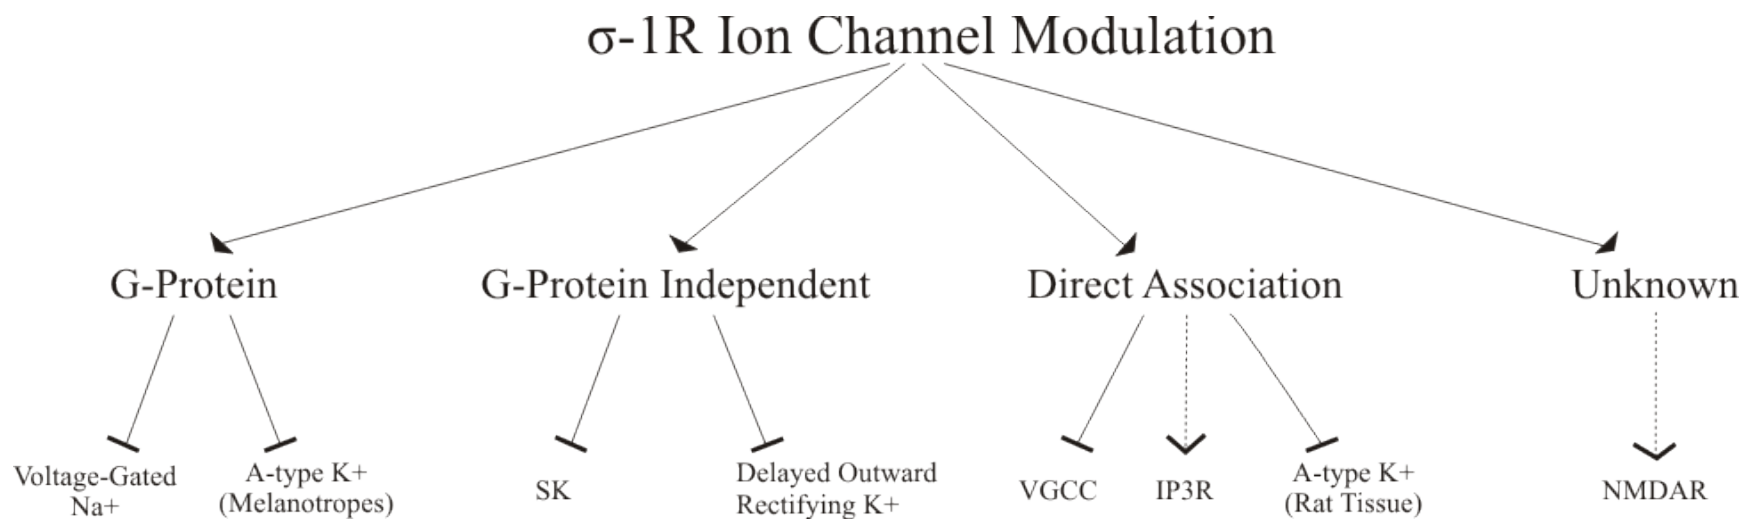 σ-1R Ion Channel Modulation
G-Protein
G-Protein Independent
Direct Association
Unknown
Voltage-Gated
Na+
A-type K+
(Melanotropes)
SK
Delayed Outward
Rectifying K+
VGCC
IP3R
A-type K+
(Rat Tissue)
NMDAR